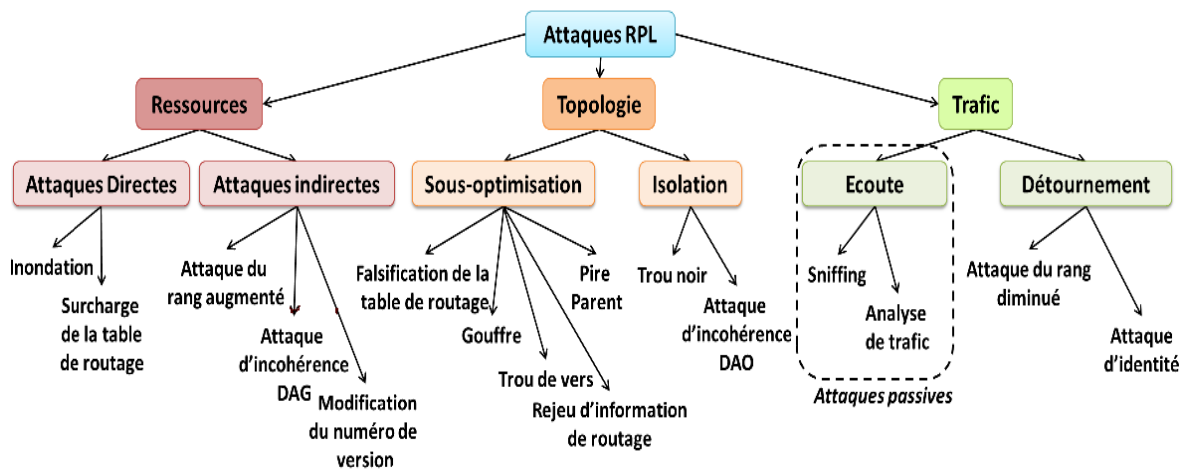 Attaques RPL
Ressources
Topologie
Trafic
Attaques Directes
Attaques indirectes
Sous-optimisation
Isolation
Ecoute
Détournement
Inondation
Surcharge
de la table
de routage
Attaque du
rang augmenté
Attaque
d'incohérence
DAG
Modification
du numéro de
version
Falsification de la
table de routage
Gouffre
Trou de vers
Rejeu d'information
de routage
Pire
Parent
Trou noir
Attaque
d'incohérence
DAO
Sniffing
Analyse
de trafic
Attaques passives
Attaque du rang
diminué
Attaque
d'identité